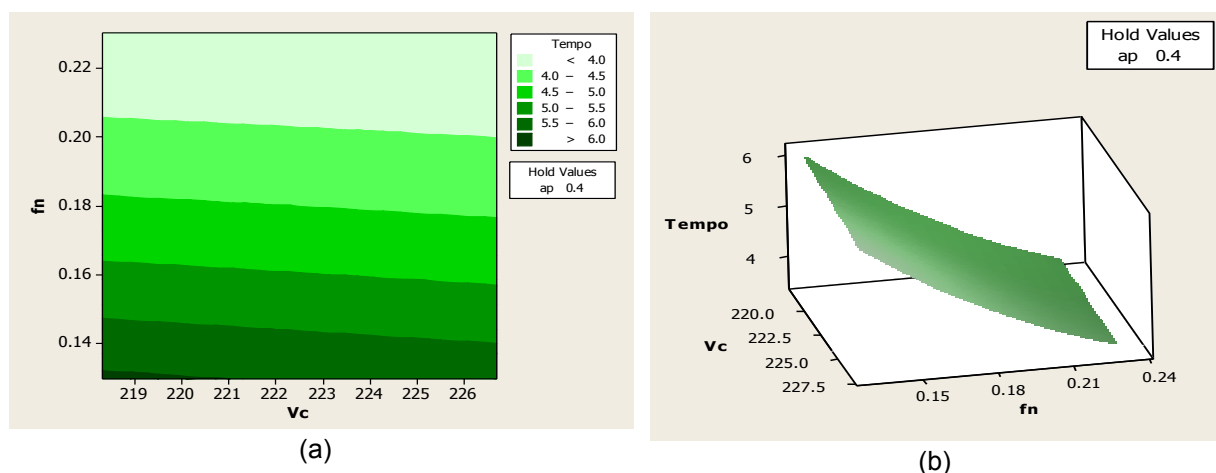 Tempo
< 4.0
4.0 – 4.5
4.5 – 5.0
5.0 – 5.5
5.5 – 6.0
> 6.0
Hold Values
ap 0.4
fn
0.22
0.20
0.18
0.16
0.14
219 220 221 222 223 224 225 226
Vc
(a)
Hold Values
ap 0.4
6
5
4
Tempo
220.0
222.5
225.0
227.5
Vc
0.15
0.18
0.21
0.24
fn
(b)